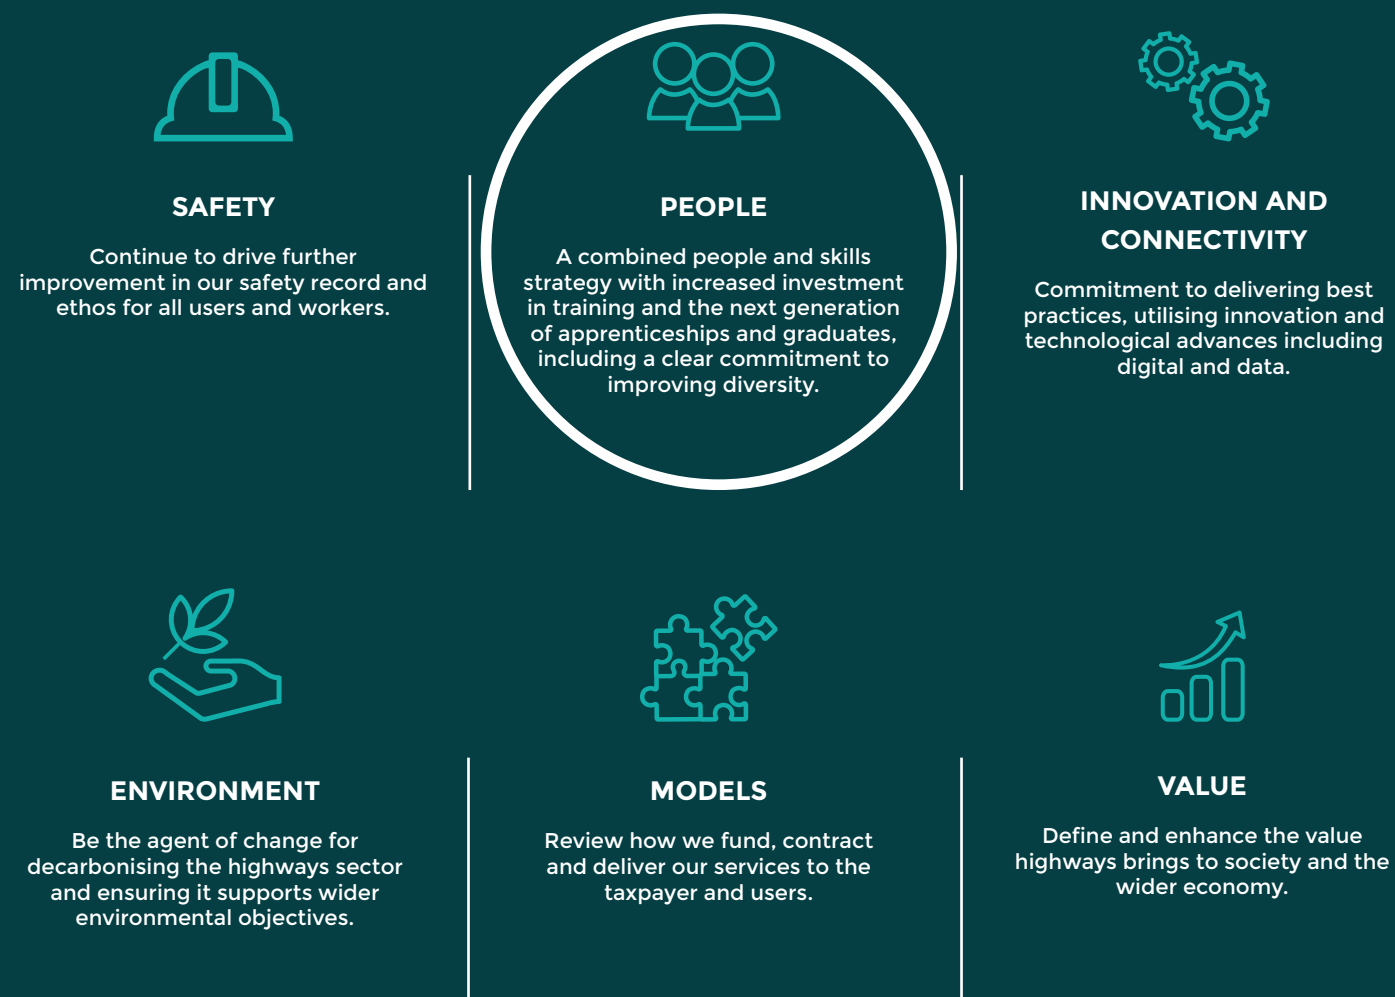 SAFETY
Continue to drive further
improvement in our safety record and
ethos for all users and workers.
PEOPLE
A combined people and skills
strategy with increased investment
in training and the next generation
of apprenticeships and graduates,
including a clear commitment to
improving diversity.
INNOVATION AND
CONNECTIVITY
Commitment to delivering best
practices, utilising innovation and
technological advances including
digital and data.
ENVIRONMENT
Be the agent of change for
decarbonising the highways sector
and ensuring it supports wider
environmental objectives.
MODELS
Review how we fund, contract
and deliver our services to the
taxpayer and users.
VALUE
Define and enhance the value
highways brings to society and the
wider economy.